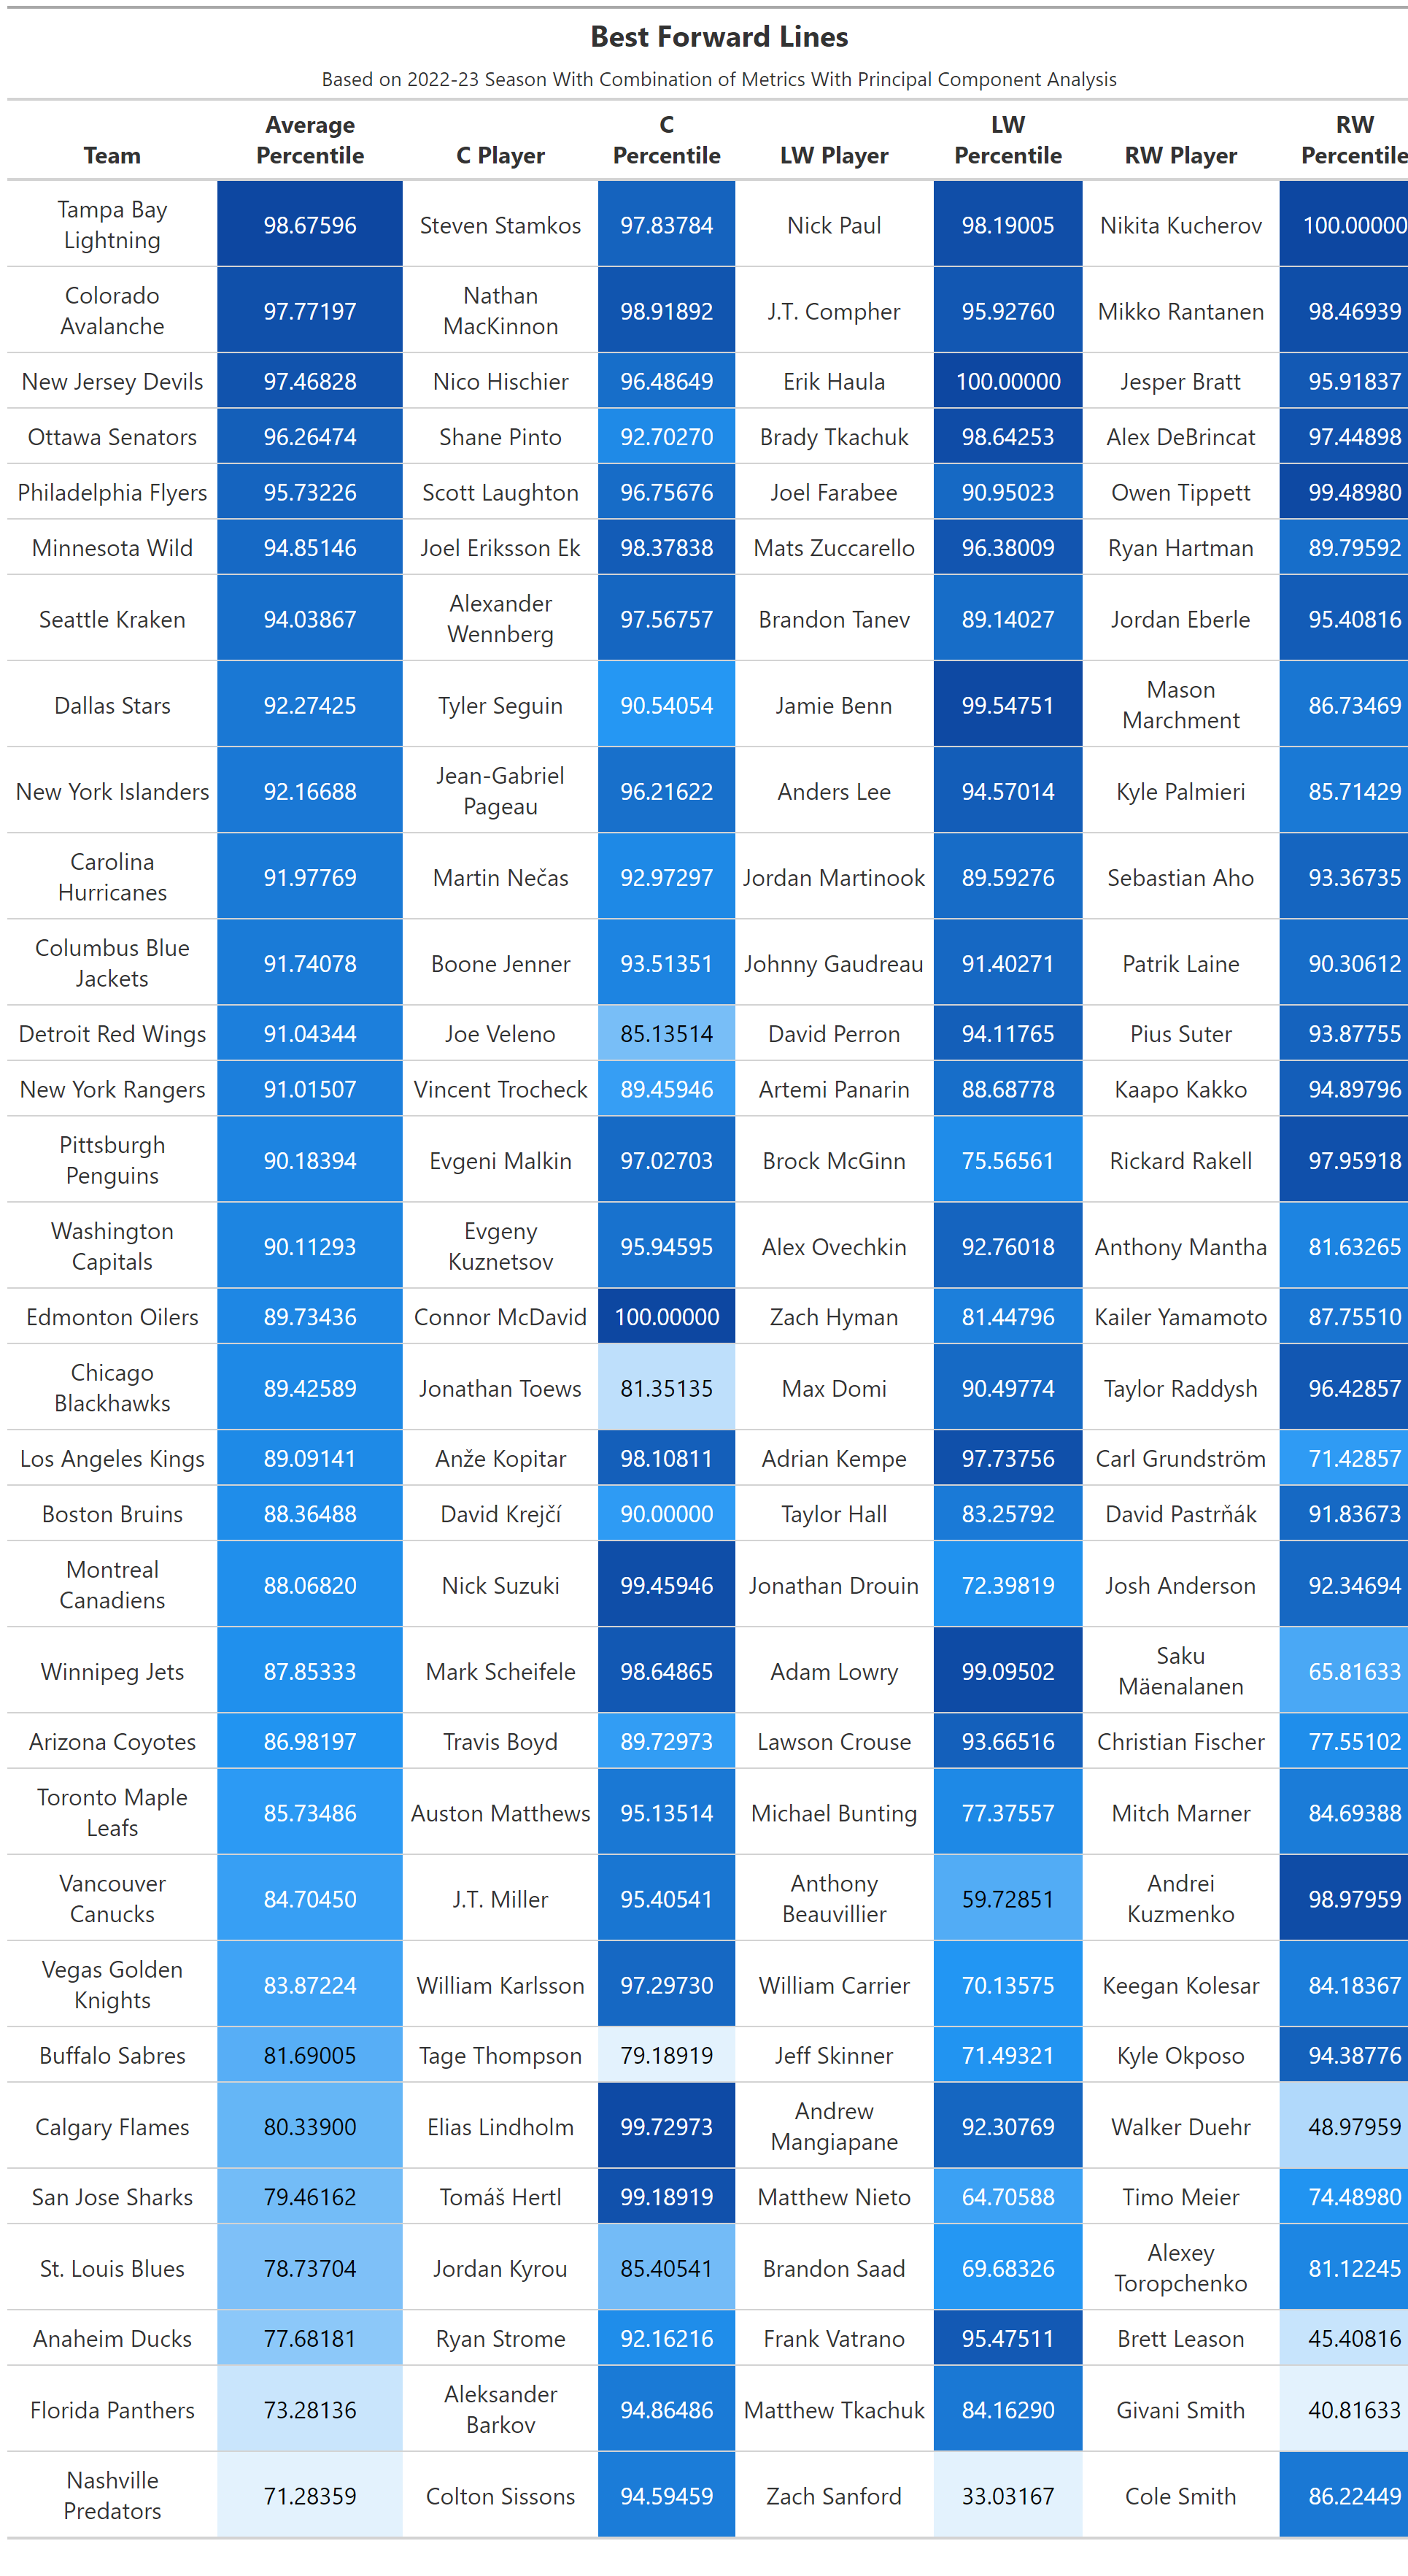 Best Forward Lines
Based on 2022-23 Season With Combination of Metrics With Principal Component Analysis
Team Average Percentile C Player C Percentile LW Player LW Percentile RW Player RW Percentile
Tampa Bay Lightning 98.67596 Steven Stamkos 97.83784 Nick Paul 98.19005 Nikita Kucherov 100.00000
Colorado Avalanche 97.77197 Nathan MacKinnon 98.91892 J.T. Compher 95.92760 Mikko Rantanen 98.46939
New Jersey Devils 97.46828 Nico Hischier 96.48649 Erik Haula 100.00000 Jesper Bratt 95.91837
Ottawa Senators 96.26474 Shane Pinto 92.70270 Brady Tkachuk 98.64253 Alex DeBrincat 97.44898
Philadelphia Flyers 95.73226 Scott Laughton 96.75676 Joel Farabee 90.95023 Owen Tippett 99.48980
Minnesota Wild 94.85146 Joel Eriksson Ek 98.37838 Mats Zuccarello 96.38009 Ryan Hartman 89.79592
Seattle Kraken 94.03867 Alexander Wennberg 97.56757 Brandon Tanev 89.14027 Jordan Eberle 95.40816
Dallas Stars 92.27425 Tyler Seguin 90.54054 Jamie Benn 99.54751 Mason Marchment 86.73469
New York Islanders 92.16688 Jean-Gabriel Pageau 96.21622 Anders Lee 94.57014 Kyle Palmieri 85.71429
Carolina Hurricanes 91.97769 Martin Nečas 92.97297 Jordan Martinook 89.59276 Sebastian Aho 93.36735
Columbus Blue Jackets 91.74078 Boone Jenner 93.51351 Johnny Gaudreau 91.40271 Patrik Laine 90.30612
Detroit Red Wings 91.04344 Joe Veleno 85.13514 David Perron 94.11765 Pius Suter 93.87755
New York Rangers 91.01507 Vincent Trocheck 89.45946 Artemi Panarin 88.68778 Kaapo Kakko 94.89796
Pittsburgh Penguins 90.18394 Evgeni Malkin 97.02703 Brock McGinn 75.56561 Rickard Rakell 97.95918
Washington Capitals 90.11293 Evgeny Kuznetsov 95.94595 Alex Ovechkin 92.76018 Anthony Mantha 81.63265
Edmonton Oilers 89.73436 Connor McDavid 100.00000 Zach Hyman 81.44796 Kailer Yamamoto 87.75510
Chicago Blackhawks 89.42589 Jonathan Toews 81.35135 Max Domi 90.49774 Taylor Raddysh 96.42857
Los Angeles Kings 89.09141 Anže Kopitar 98.10811 Adrian Kempe 97.73756 Carl Grundström 71.42857
Boston Bruins 88.36488 David Krejčí 90.00000 Taylor Hall 83.25792 David Pastrňák 91.83673
Montreal Canadiens 88.06820 Nick Suzuki 99.45946 Jonathan Drouin 72.39819 Josh Anderson 92.34694
Winnipeg Jets 87.85333 Mark Scheifele 98.64865 Adam Lowry 99.09502 Saku Mäenalanen 65.81633
Arizona Coyotes 86.98197 Travis Boyd 89.72973 Lawson Crouse 93.66516 Christian Fischer 77.55102
Toronto Maple Leafs 85.73486 Auston Matthews 95.13514 Michael Bunting 77.37557 Mitch Marner 84.69388
Vancouver Canucks 84.70450 J.T. Miller 95.40541 Anthony Beauvillier 59.72851 Andrei Kuzmenko 98.97959
Vegas Golden Knights 83.87224 William Karlsson 97.29730 William Carrier 70.13575 Keegan Kolesar 84.18367
Buffalo Sabres 81.69005 Tage Thompson 79.18919 Jeff Skinner 71.49321 Kyle Okposo 94.38776
Calgary Flames 80.33900 Elias Lindholm 99.72973 Andrew Mangiapane 92.30769 Walker Duehr 48.97959
San Jose Sharks 79.46162 Tomáš Hertl 99.18919 Matthew Nieto 64.70588 Timo Meier 74.48980
St. Louis Blues 78.73704 Jordan Kyrou 85.40541 Brandon Saad 69.68326 Alexey Toropchenko 81.12245
Anaheim Ducks 77.68181 Ryan Strome 92.16216 Frank Vatrano 95.47511 Brett Leason 45.40816
Florida Panthers 73.28136 Aleksander Barkov 94.86486 Matthew Tkachuk 84.16290 Givani Smith 40.81633
Nashville Predators 71.28359 Colton Sissons 94.59459 Zach Sanford 33.03167 Cole Smith 86.22449